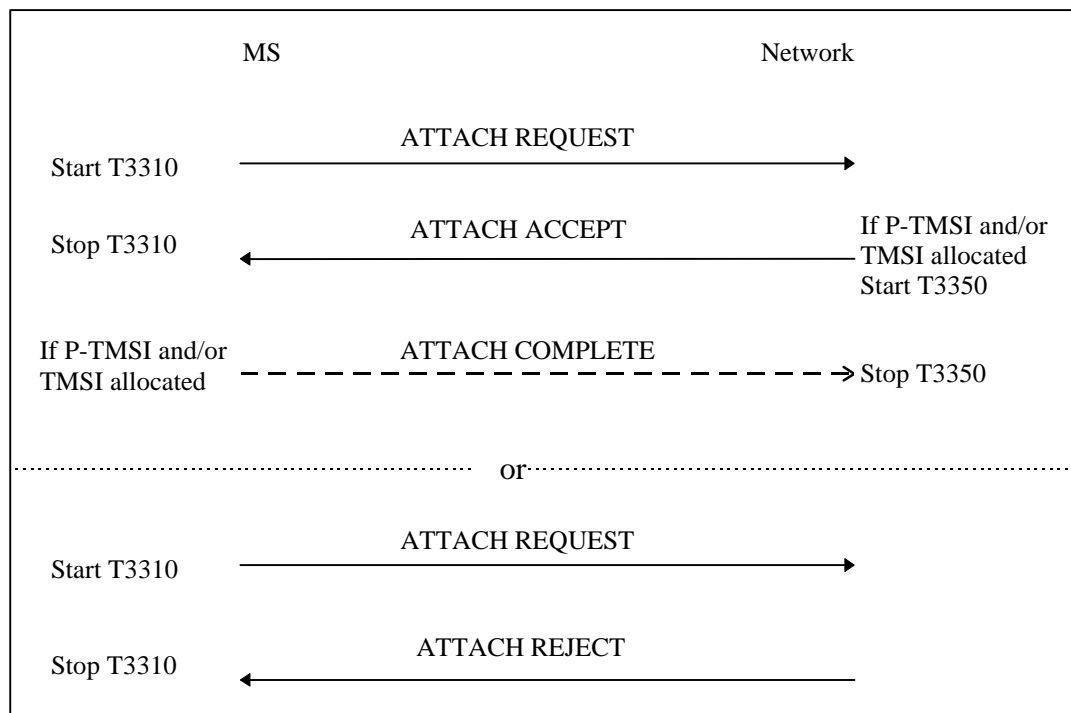 MS Network
ATTACH REQUEST
Start T3310
ATTACH ACCEPT
Stop T3310
If P-TMSI and/or
TMSI allocated
Start T3350
If P-TMSI and/or
TMSI allocated
ATTACH COMPLETE
Stop T3350
or
ATTACH REQUEST
Start T3310
ATTACH REJECT
Stop T3310